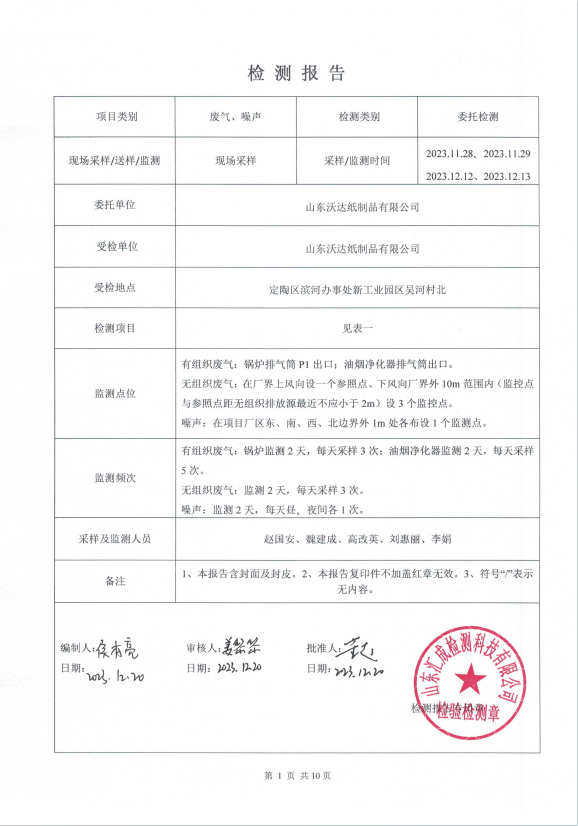 检测报告
项目类别 废气、噪声 检测类别 委托检测
现场采样/送样/监测 现场采样 采样/监测时间 2023.11.28、2023.11.29
2023.12.12、2023.12.13
委托单位 山东沃达纸制品有限公司
受检单位 山东沃达纸制品有限公司
受检地点 定陶区滨河办事处新工业园区吴河村北
检测项目 见表一
监测点位
有组织废气：锅炉排气筒 P1 出口；油烟净化器排气筒出口。
无组织废气：在厂界上风向设一个参照点、下风向厂界外 10m 范围内（监控点
与参照点距无组织排放源最近不应小于 2m）设 3 个监控点。
噪声：在项目厂区东、南、西、北边界外 1m 处各布设 1 个监测点。
监测频次
有组织废气：锅炉监测 2 天，每天采样 3 次；油烟净化器监测 2 天，每天采样
5 次。
无组织废气：监测 2 天，每天采样 3 次。
噪声：监测 2 天，每天昼、夜间各 1 次。
采样及监测人员 赵国安、魏建成、高改英、刘惠丽、李娟
备注
1、本报告含封面及封皮。2、本报告复印件不加盖红章无效。3、符号“/”表示
无内容。
编制人: 审核人: 批准人:
日期: 2023.12.20 日期: 2023.12.20 日期: 2023.12.20
山东汇成检测科技有限公司
检验检测章
检测报告
第 1 页 共 10 页